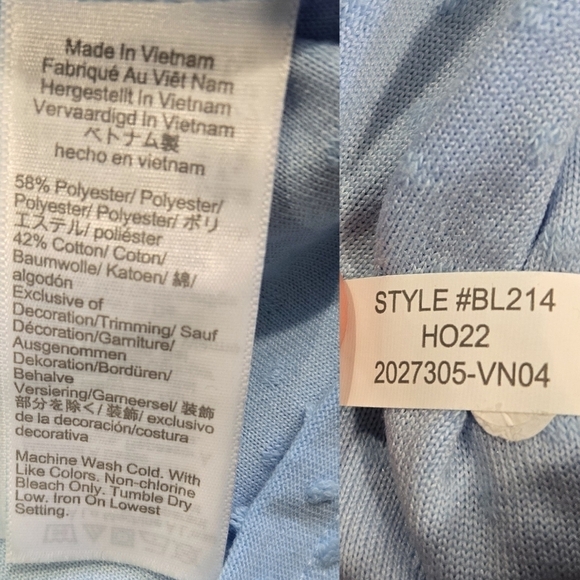 Made In Vietnam
Fabriqué Au Viêt Nam
Hergestellt In Vietnam
Vervaardigd In Vietnam
ベトナム製
hecho en vietnam
58% Polyester/ Polyester/
Polyester/ Polyester/ ポリ
エステル/ poliéster
42% Cotton/ Coton/
Baumwolle/ Katoen/ 綿/
algodón
Exclusive of
Decoration/Trimming/ Sauf
Décoration/Garniture/
Ausgenommen
Dekoration/Bordüren/
Behalve
Versiering/Garneersel/ 装飾
部分を除く/ 装飾/ exclusivo
de la decoración/costura
decorativa
Machine Wash Cold. With
Like Colors. Non-chlorine
Bleach Only. Tumble Dry
Low. Iron On Lowest
Setting.
STYLE #BL214
HO22
2027305-VN04